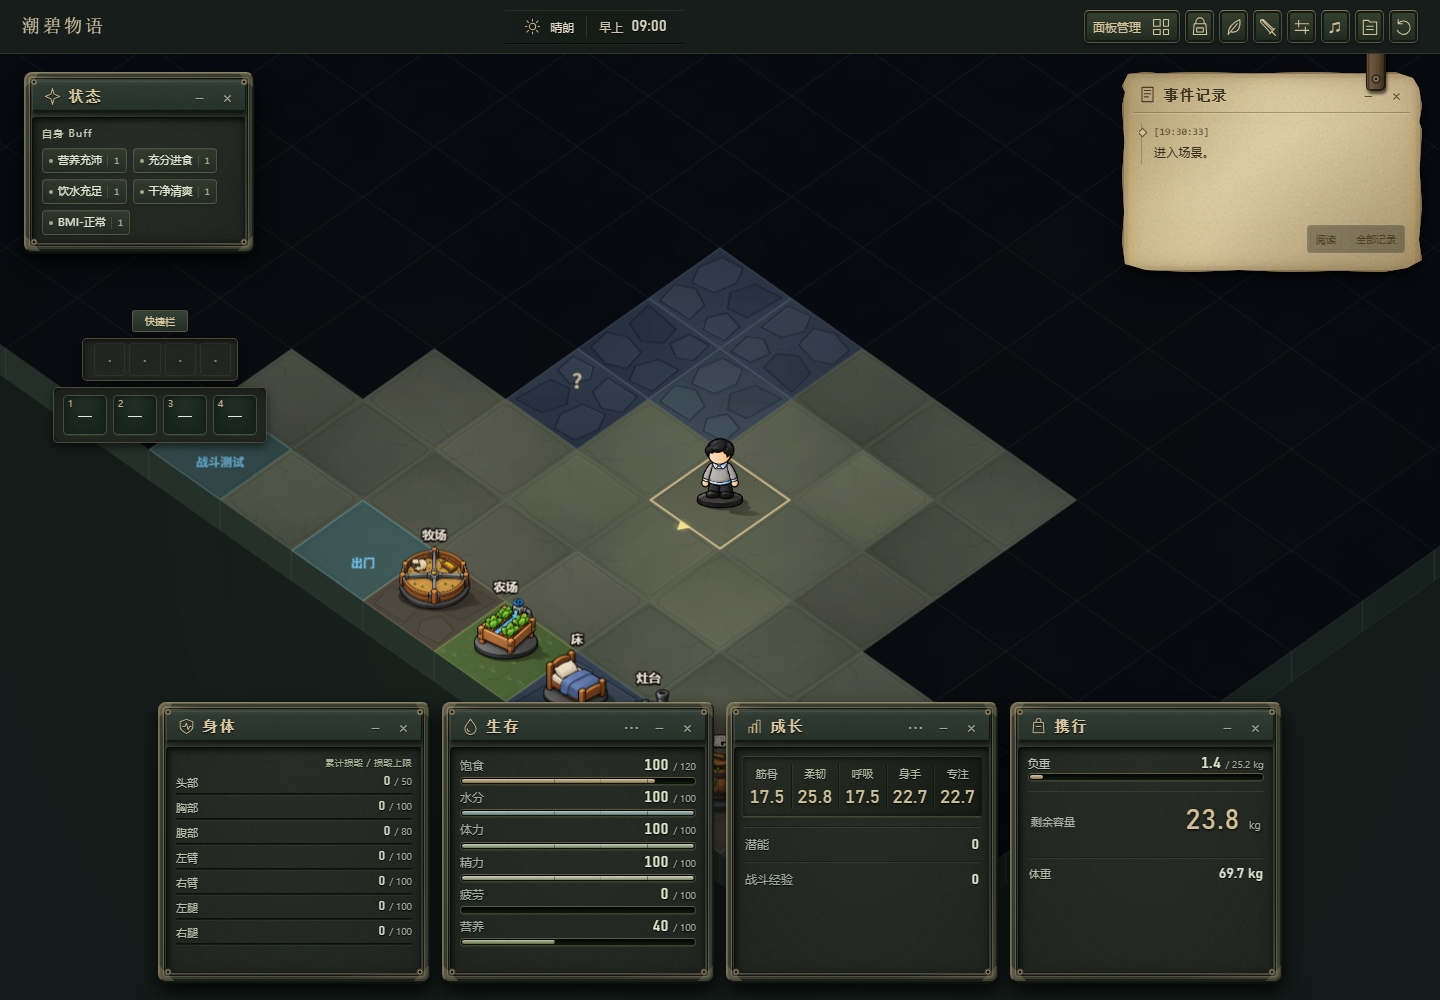 潮碧物语
晴朗 早上 09:00
面板管理
状态
自身 Buff
营养充沛 1 充分进食 1
饮水充足 1 干净清爽 1
BMI-正常 1
事件记录
[19:30:33]
进入场景。
阅读 全部记录
快捷栏
1 2 3 4
?
战斗测试
出门
牧场
农场
床
灶台
身体
累计损毁 / 损毁上限
头部 0 / 50
胸部 0 / 100
腹部 0 / 80
左臂 0 / 100
右臂 0 / 100
左腿 0 / 100
右腿 0 / 100
生存
饱食 100 / 120
水分 100 / 100
体力 100 / 100
精力 100 / 100
疲劳 0 / 100
营养 40 / 100
成长
筋骨 柔韧 呼吸 身手 专注
17.5 25.8 17.5 22.7 22.7
潜能 0
战斗经验 0
携行
负重 1.4 / 25.2 kg
剩余容量 23.8 kg
体重 69.7 kg